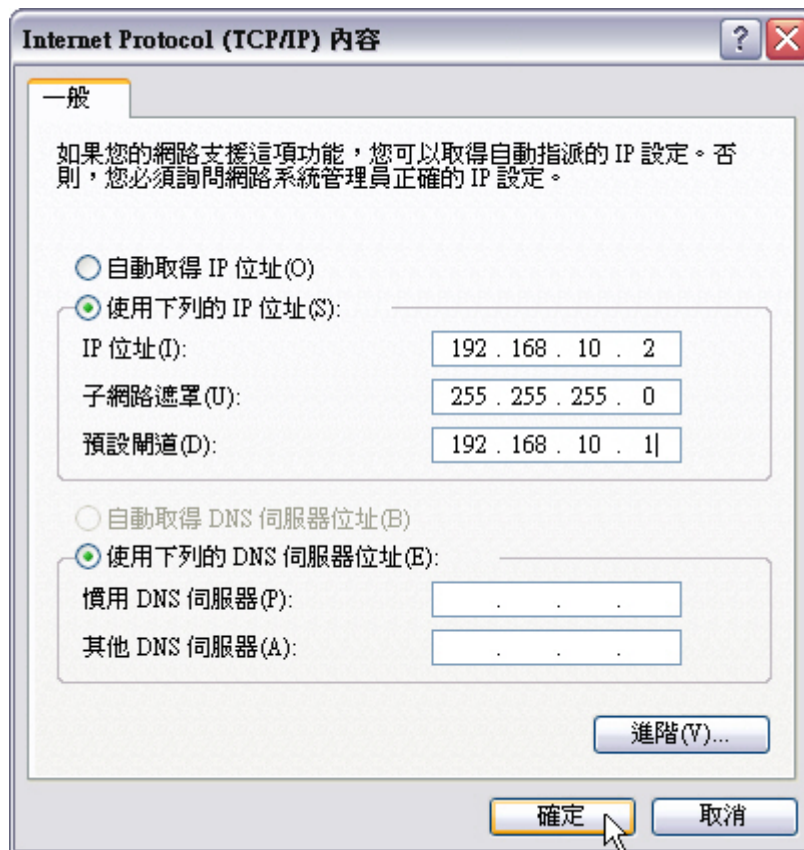 Internet Protocol (TCP/IP) 內容
一般
如果您的網路支援這項功能，您可以取得自動指派的 IP 設定。否
則，您必須詢問網路系統管理員正確的 IP 設定。
自動取得 IP 位址(O)
使用下列的 IP 位址(S):
IP 位址(I): 192 . 168 . 10 . 2
子網路遮罩(U): 255 . 255 . 255 . 0
預設閘道(D): 192 . 168 . 10 . 1
自動取得 DNS 伺服器位址(B)
使用下列的 DNS 伺服器位址(E):
慣用 DNS 伺服器(P): . . .
其他 DNS 伺服器(A): . . .
進階(V)...
確定 取消